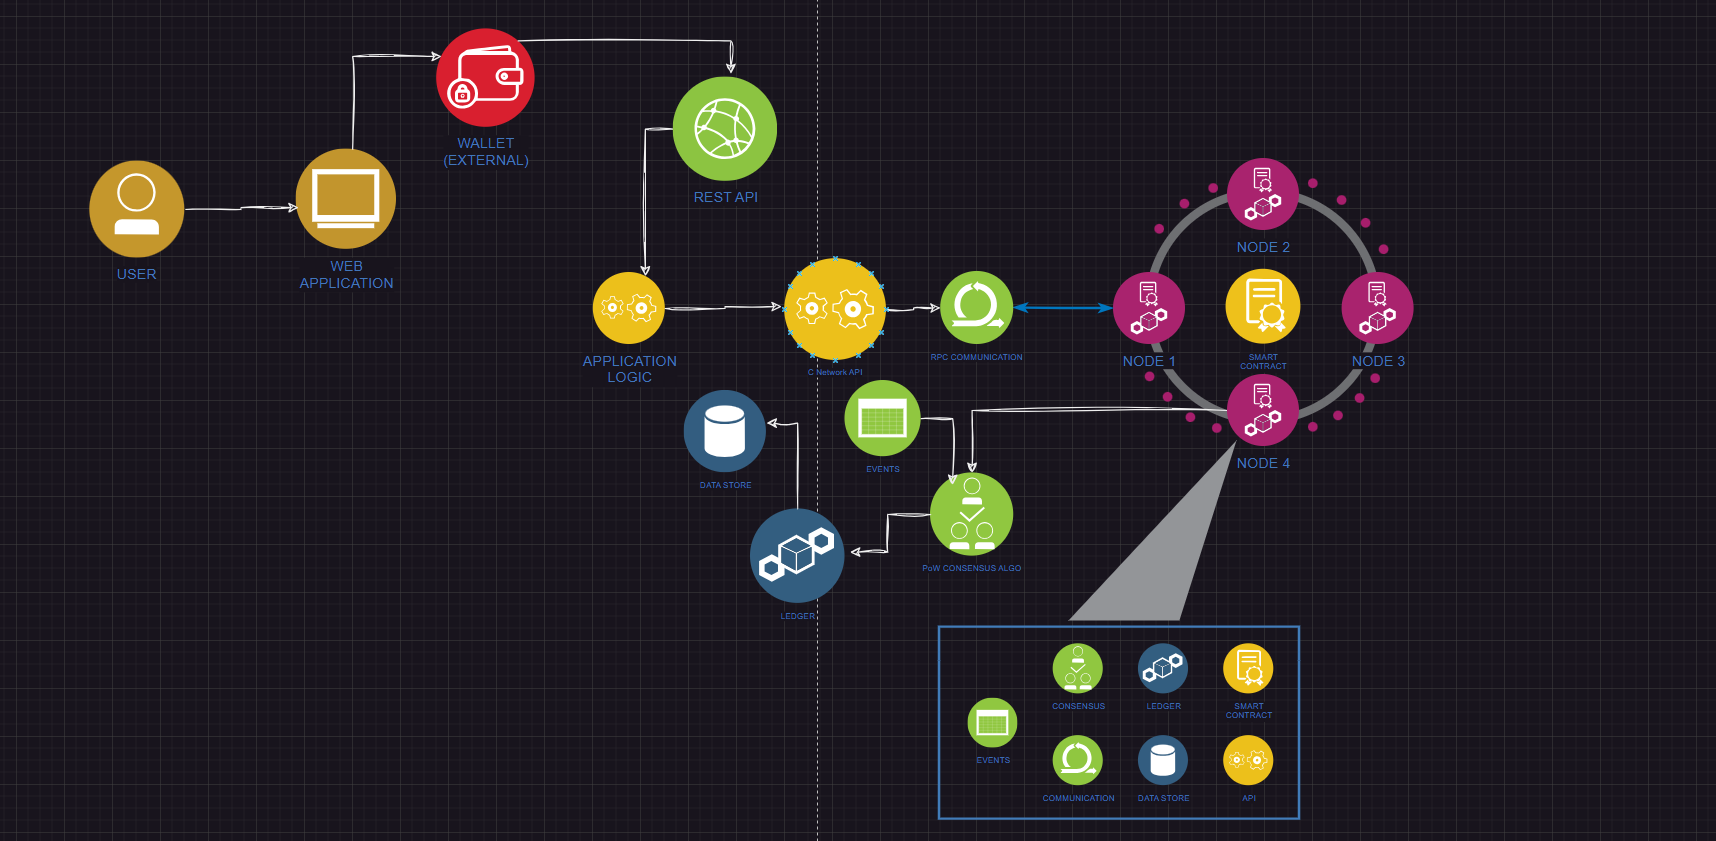 WALLET
(EXTERNAL)
REST API
USER
WEB
APPLICATION
NODE 2
APPLICATION
LOGIC
C Network API
RPC COMMUNICATION
NODE 1
SMART
CONTRACT
NODE 3
DATA STORE
EVENTS
NODE 4
PoW CONSENSUS ALGO
LEDGER
CONSENSUS
LEDGER
SMART
CONTRACT
EVENTS
COMMUNICATION
DATA STORE
API